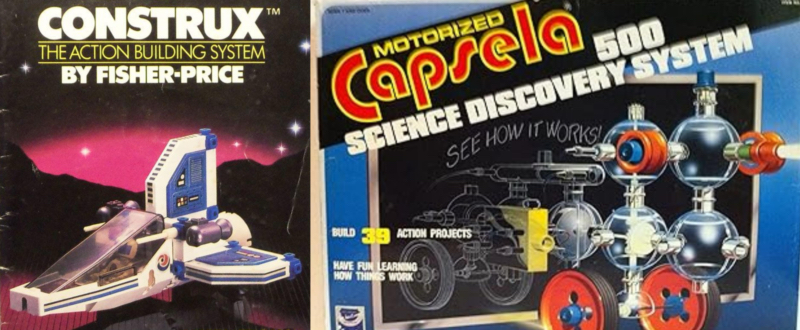 CONSTRUX™
THE ACTION BUILDING SYSTEM
BY FISHER-PRICE
MOTORIZED
Capsela 500
SCIENCE DISCOVERY SYSTEM
SEE HOW IT WORKS!
BUILD 39 ACTION PROJECTS
HAVE FUN LEARNING
HOW THINGS WORK